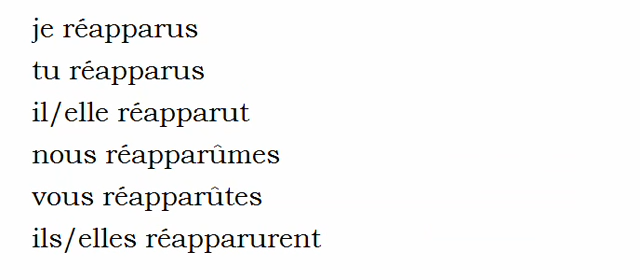 je réapparus
tu réapparus
il/elle réapparut
nous réapparûmes
vous réapparûtes
ils/elles réapparurent